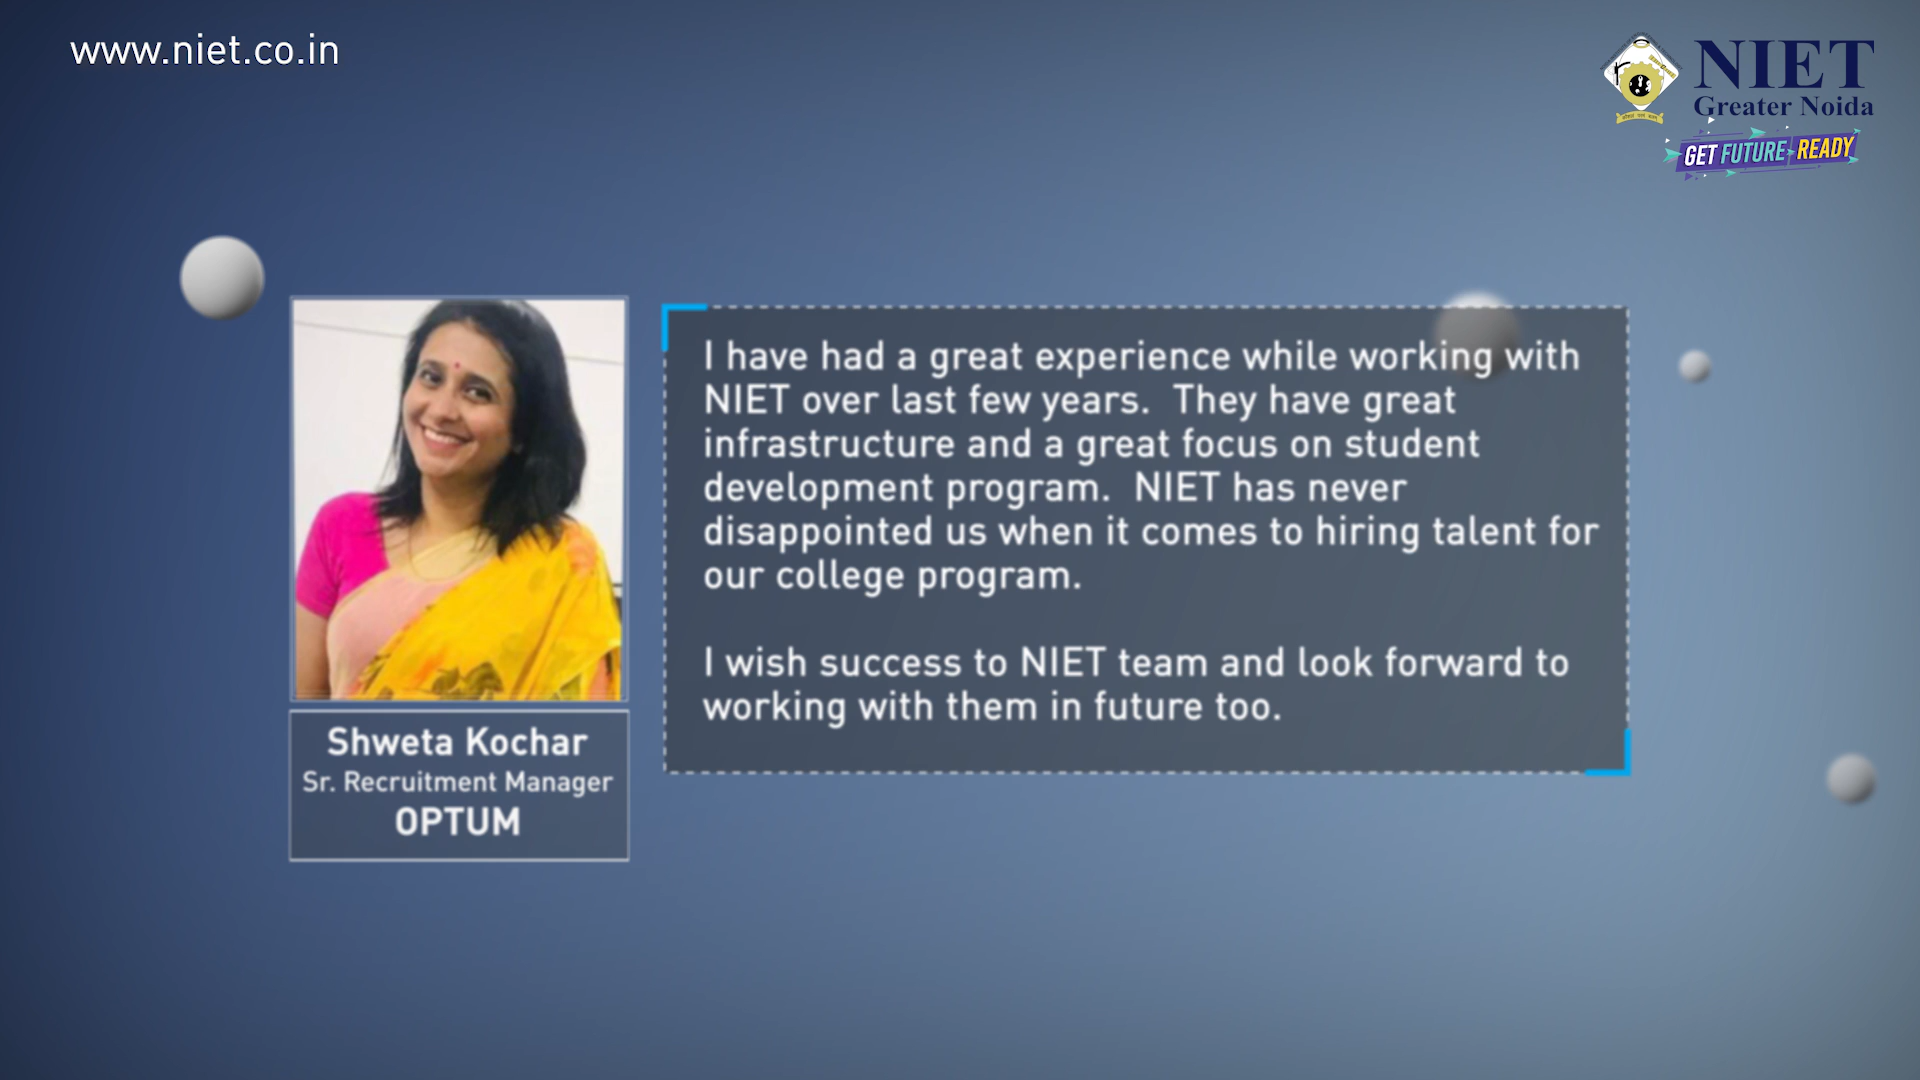 www.niet.co.in
NIET
Greater Noida
GET FUTURE READY
I have had a great experience while working with
NIET over last few years.  They have great
infrastructure and a great focus on student
development program.  NIET has never
disappointed us when it comes to hiring talent for
our college program.
I wish success to NIET team and look forward to
working with them in future too.
Shweta Kochar
Sr. Recruitment Manager
OPTUM